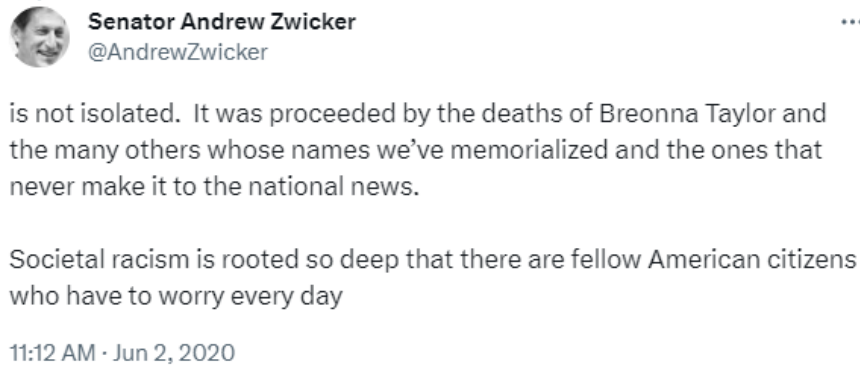 Senator Andrew Zwicker
@AndrewZwicker
is not isolated.  It was proceeded by the deaths of Breonna Taylor and
the many others whose names we’ve memorialized and the ones that
never make it to the national news.
Societal racism is rooted so deep that there are fellow American citizens
who have to worry every day
11:12 AM · Jun 2, 2020